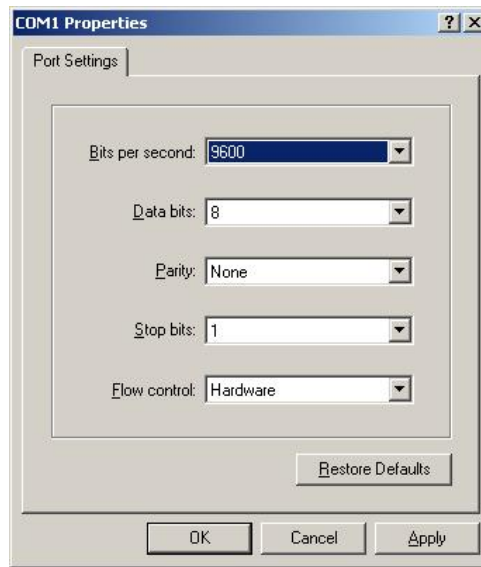 COM1 Properties ? X
Port Settings
Bits per second: 9600
Data bits: 8
Parity: None
Stop bits: 1
Flow control: Hardware
Restore Defaults
OK Cancel Apply